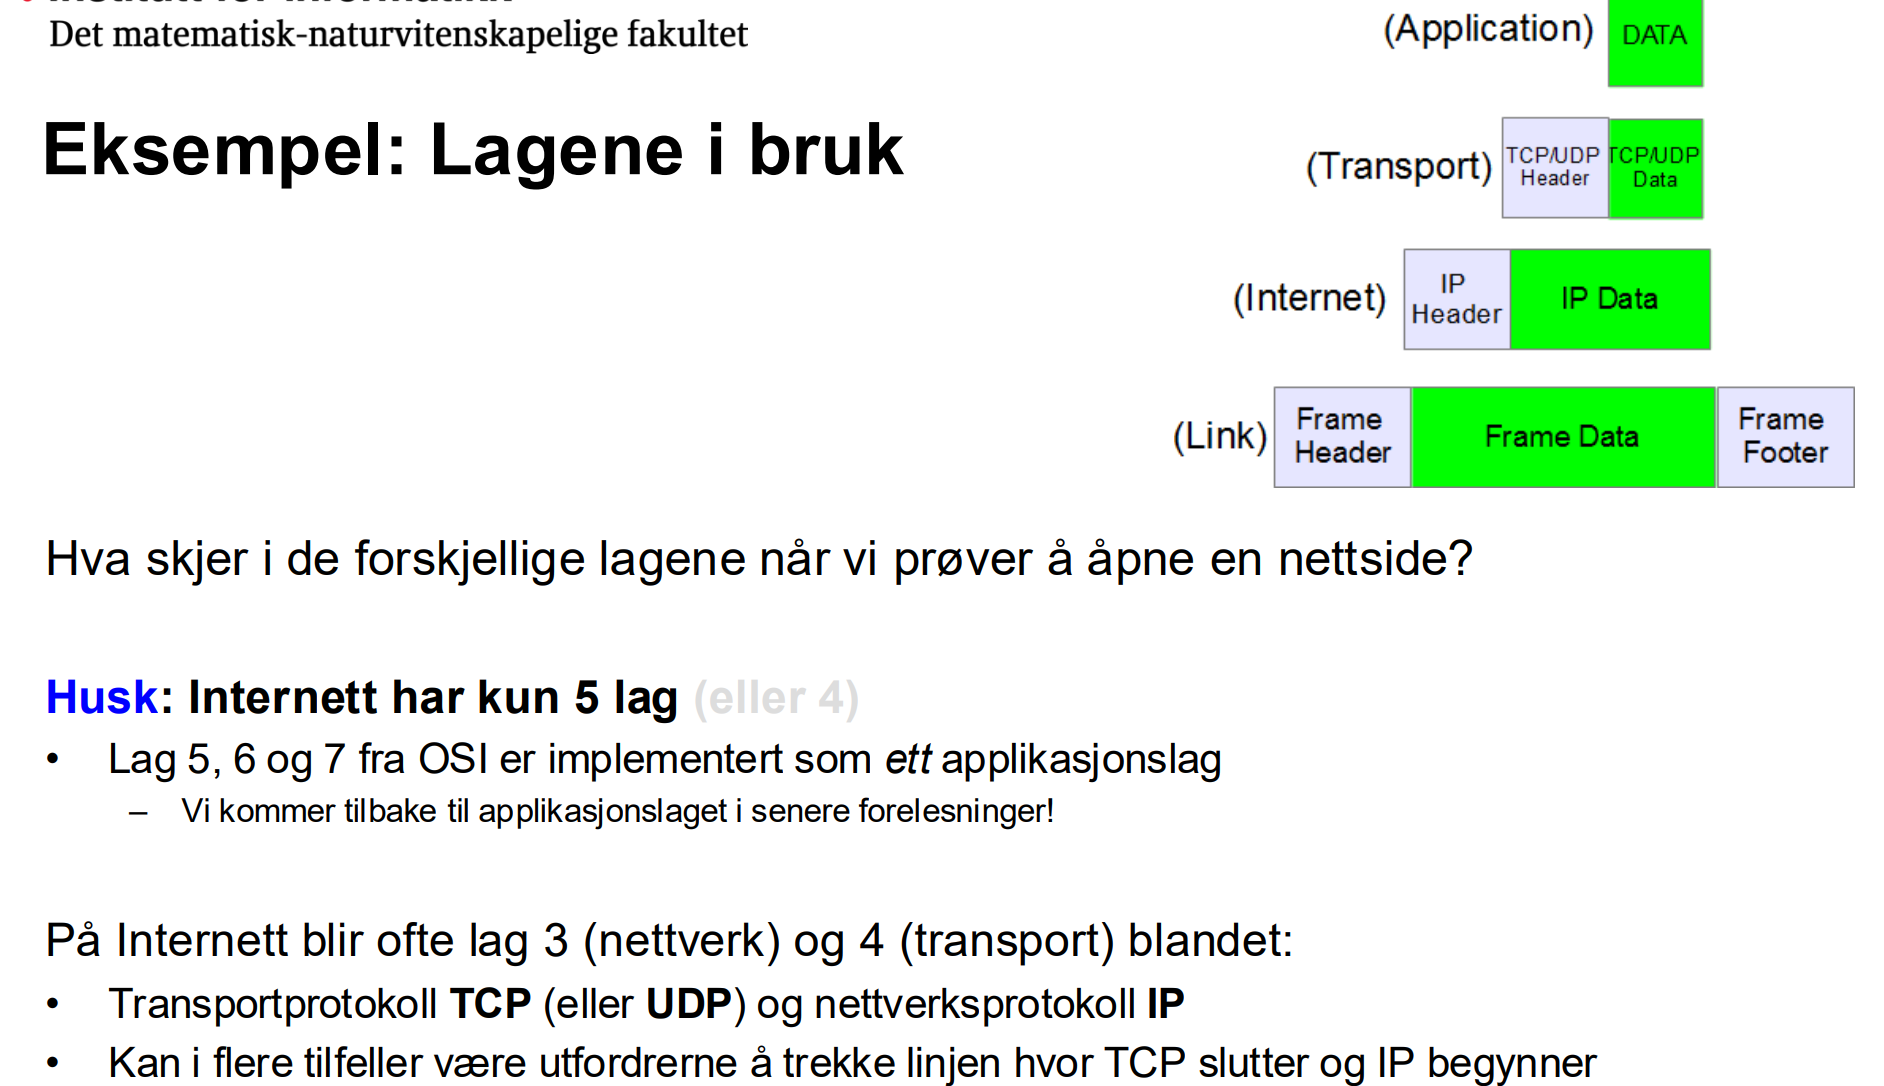 Det matematisk-naturvitenskapelige fakultet
(Application) DATA
Eksempel: Lagene i bruk
(Transport) TCP/UDP Header TCP/UDP Data
(Internet) IP Header IP Data
(Link) Frame Header Frame Data Frame Footer
Hva skjer i de forskjellige lagene når vi prøver å åpne en nettside?
Husk: Internett har kun 5 lag (eller 4)
• Lag 5, 6 og 7 fra OSI er implementert som ett applikasjonslag
– Vi kommer tilbake til applikasjonslaget i senere forelesninger!
På Internett blir ofte lag 3 (nettverk) og 4 (transport) blandet:
• Transportprotokoll TCP (eller UDP) og nettverksprotokoll IP
• Kan i flere tilfeller være utfordrerne å trekke linjen hvor TCP slutter og IP begynner